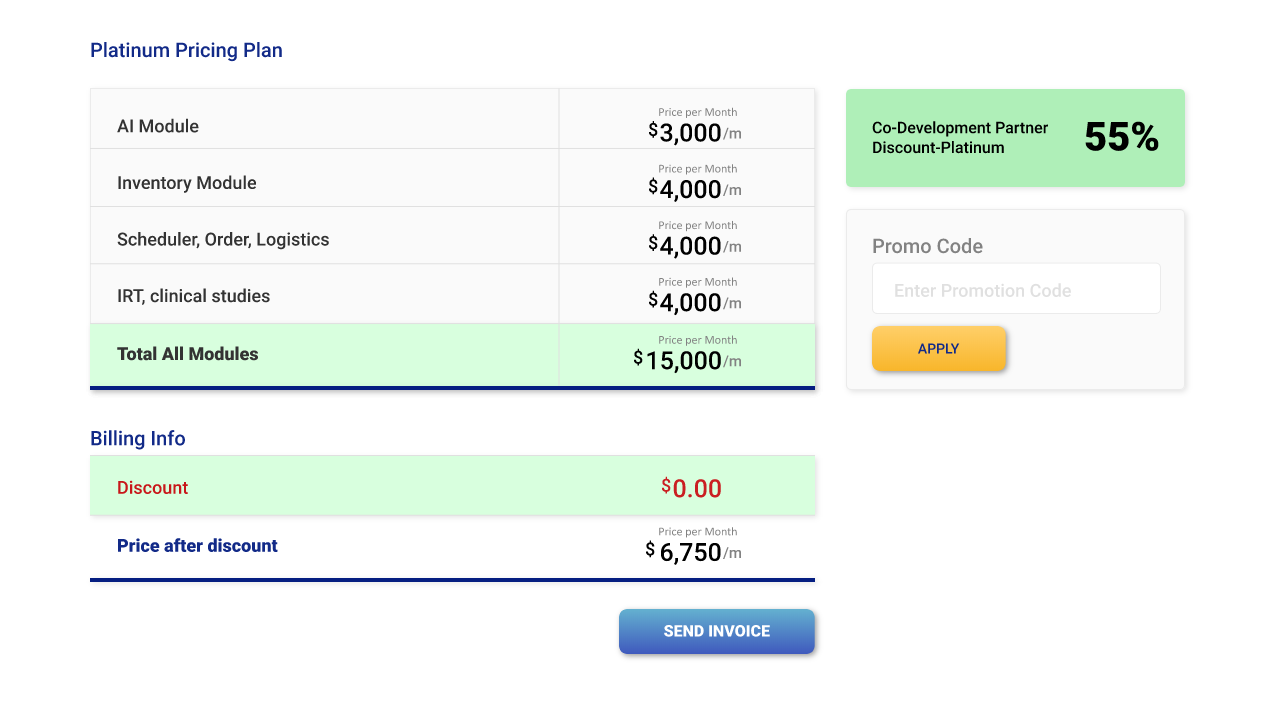 Platinum Pricing Plan
AI Module
Price per Month
$3,000/m
Inventory Module
Price per Month
$4,000/m
Scheduler, Order, Logistics
Price per Month
$4,000/m
IRT, clinical studies
Price per Month
$4,000/m
Total All Modules
Price per Month
$15,000/m
Co-Development Partner
Discount-Platinum
55%
Promo Code
Enter Promotion Code
APPLY
Billing Info
Discount
$0.00
Price after discount
Price per Month
$6,750/m
SEND INVOICE